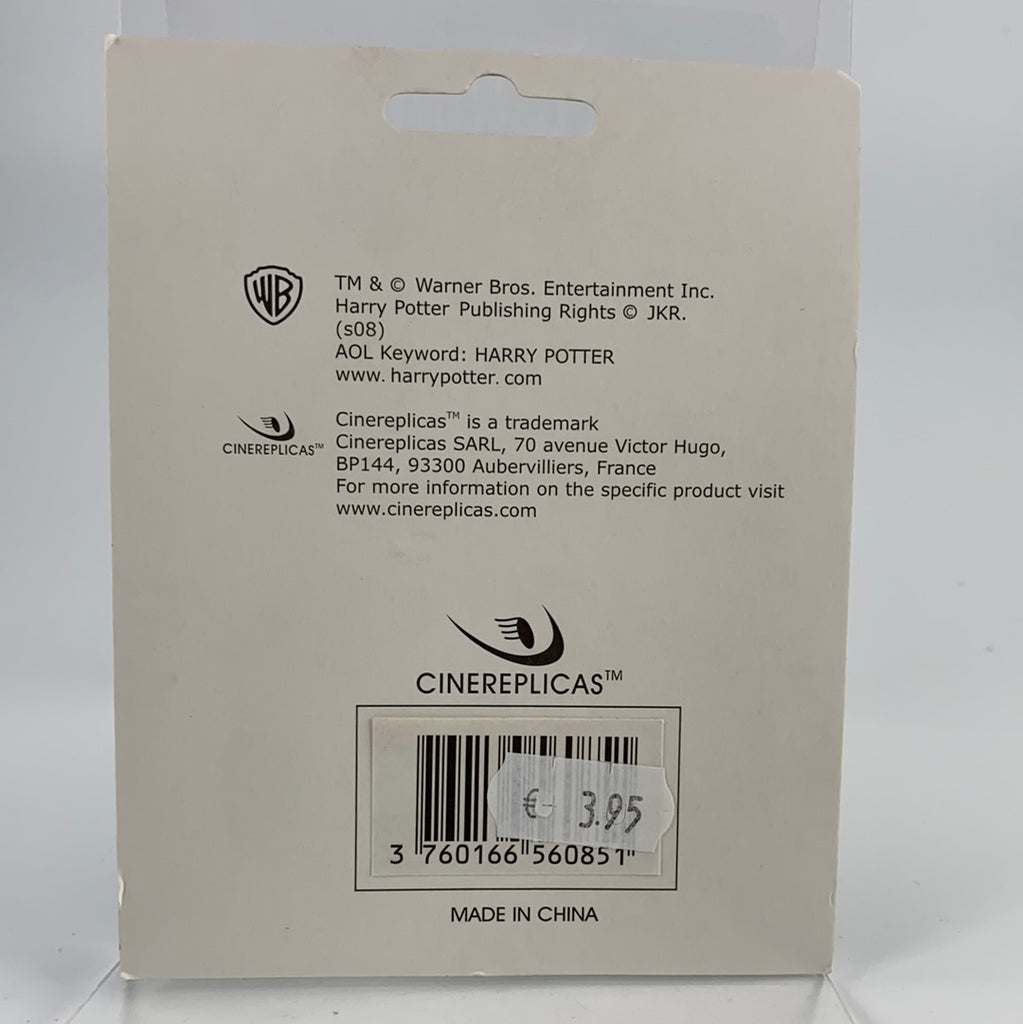 WB
TM & © Warner Bros. Entertainment Inc.
Harry Potter Publishing Rights © JKR.
(s08)
AOL Keyword: HARRY POTTER
www. harrypotter. com
CINEREPLICAS™
Cinereplicas™ is a trademark
Cinereplicas SARL, 70 avenue Victor Hugo,
BP144, 93300 Aubervilliers, France
For more information on the specific product visit
www.cinereplicas.com
CINEREPLICAS™
€- 3.95
3 760166 560851
MADE IN CHINA